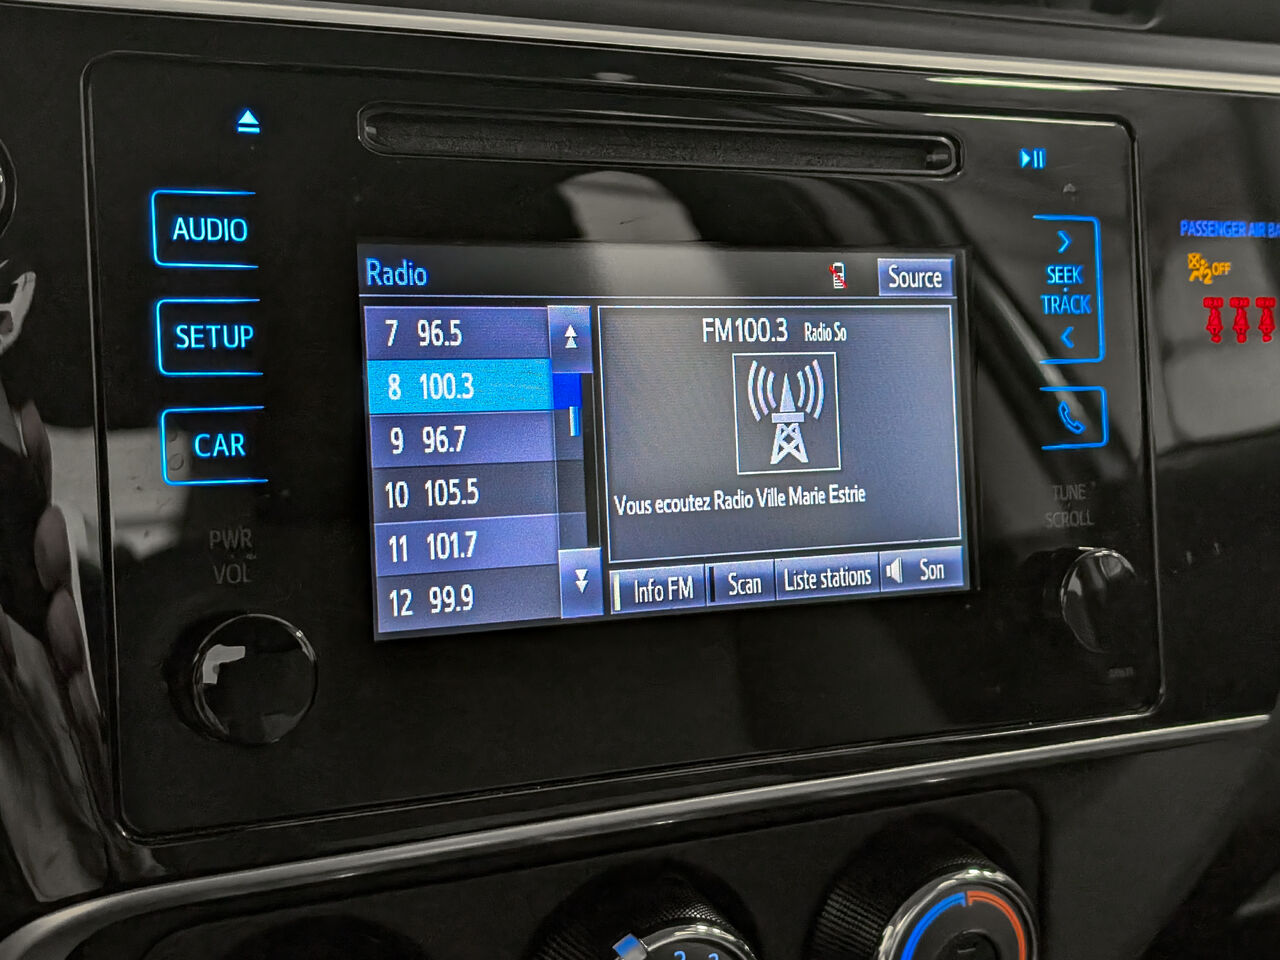 AUDIO
SETUP
CAR
PWR
VOL
Radio
Source
7 96.5
8 100.3
9 96.7
10 105.5
11 101.7
12 99.9
FM100.3 Radio So
Vous ecoutez Radio Ville Marie Estrie
Info FM
Scan
Liste stations
Son
SEEK
TRACK
TUNE
SCROLL
PASSENGER AIR BA
2 OFF